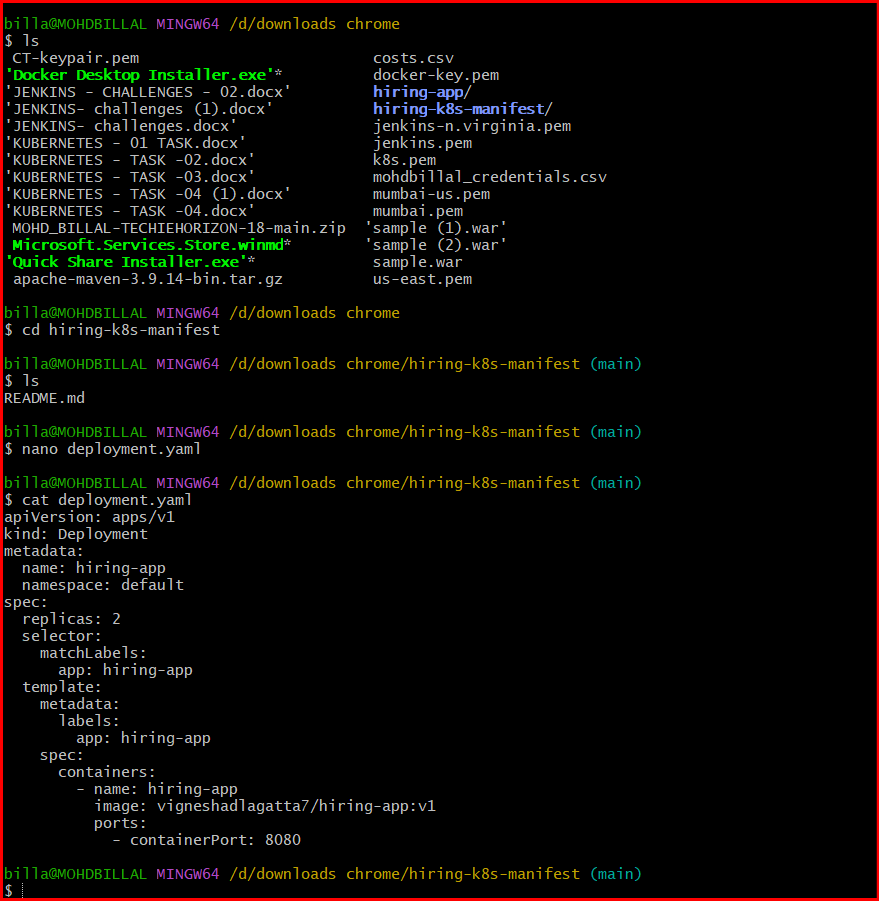 billa@MOHDBILLAL MINGW64 /d/downloads chrome
$ ls
 CT-keypair.pem                          costs.csv
'Docker Desktop Installer.exe'*          docker-key.pem
'JENKINS - CHALLENGES - 02.docx'         hiring-app/
'JENKINS- challenges (1).docx'           hiring-k8s-manifest/
'JENKINS- challenges.docx'               jenkins-n.virginia.pem
'KUBERNETES - 01 TASK.docx'              jenkins.pem
'KUBERNETES - TASK -02.docx'             k8s.pem
'KUBERNETES - TASK -03.docx'             mohdbillal_credentials.csv
'KUBERNETES - TASK -04 (1).docx'         mumbai-us.pem
'KUBERNETES - TASK -04.docx'             mumbai.pem
 MOHD_BILLAL-TECHIEHORIZON-18-main.zip  'sample (1).war'
 Microsoft.Services.Store.winmd*        'sample (2).war'
'Quick Share Installer.exe'*             sample.war
 apache-maven-3.9.14-bin.tar.gz          us-east.pem
billa@MOHDBILLAL MINGW64 /d/downloads chrome
$ cd hiring-k8s-manifest
billa@MOHDBILLAL MINGW64 /d/downloads chrome/hiring-k8s-manifest (main)
$ ls
README.md
billa@MOHDBILLAL MINGW64 /d/downloads chrome/hiring-k8s-manifest (main)
$ nano deployment.yaml
billa@MOHDBILLAL MINGW64 /d/downloads chrome/hiring-k8s-manifest (main)
$ cat deployment.yaml
apiVersion: apps/v1
kind: Deployment
metadata:
  name: hiring-app
  namespace: default
spec:
  replicas: 2
  selector:
    matchLabels:
      app: hiring-app
  template:
    metadata:
      labels:
        app: hiring-app
    spec:
      containers:
        - name: hiring-app
          image: vigneshadlagatta7/hiring-app:v1
          ports:
            - containerPort: 8080
billa@MOHDBILLAL MINGW64 /d/downloads chrome/hiring-k8s-manifest (main)
$